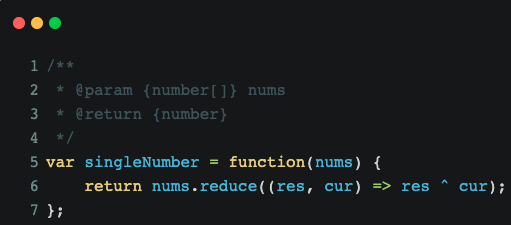 1 /**
2  * @param {number[]} nums
3  * @return {number}
4  */
5 var singleNumber = function(nums) {
6     return nums.reduce((res, cur) => res ^ cur);
7 };